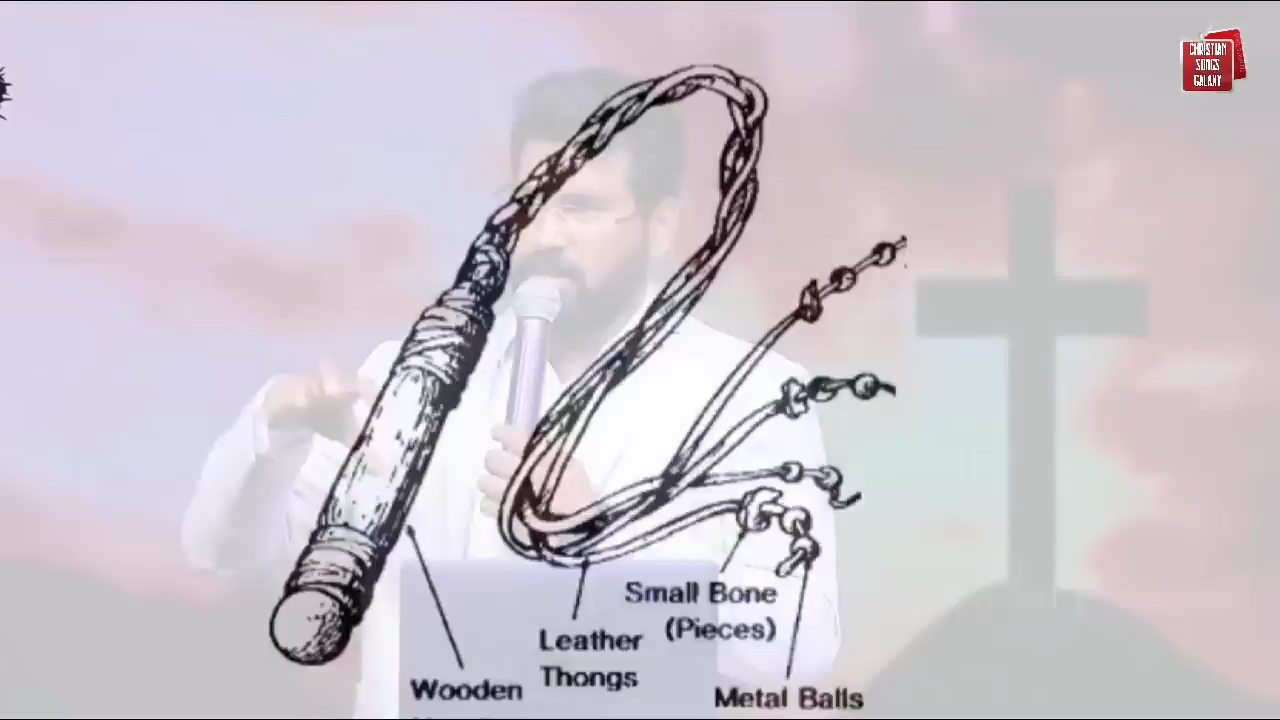 CHRISTIAN
SONGS
GALAXY
Small Bone
(Pieces)
Leather
Thongs
Wooden
Metal Balls